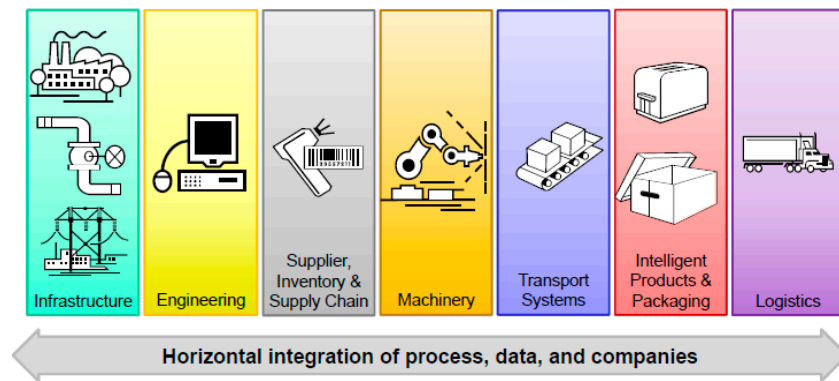 Infrastructure
Engineering
Supplier,
Inventory &
Supply Chain
Machinery
Transport
Systems
Intelligent
Products &
Packaging
Logistics
Horizontal integration of process, data, and companies